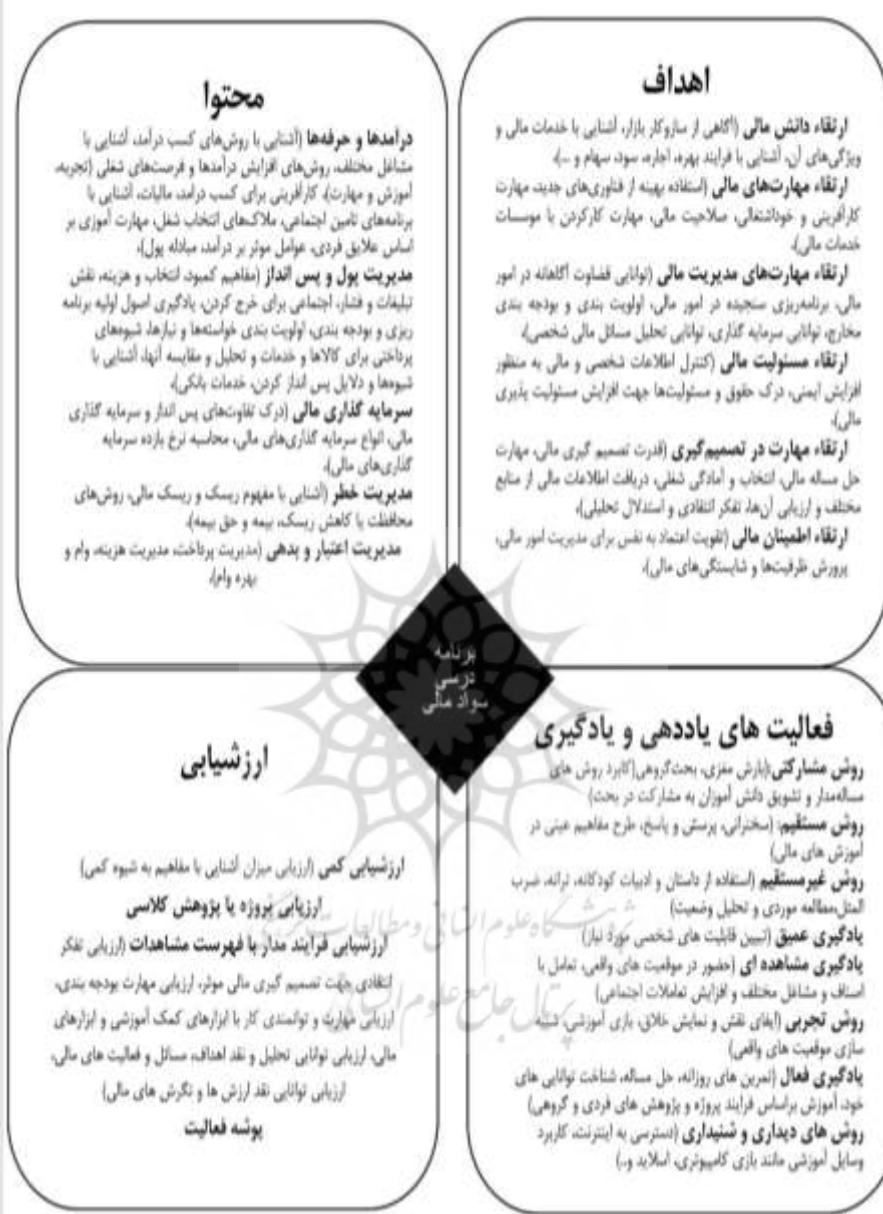 اهداف
ارتقاء دانش مالی (آگاهی از سازوکار بازار، آشنایی با خدمات مالی و
ویژگی‌های آن، آشنایی با فرایند بهره، اجاره، سود، سهام و ...)،
ارتقاء مهارت‌های مالی (استفاده بهینه از فناوری‌های جدید، مهارت
کارآفرینی و خوداشتغالی، صلاحیت مالی، مهارت کارکردن با موسسات
خدمات مالی)،
ارتقاء مهارت‌های مدیریت مالی (توانایی قضاوت آگاهانه در امور
مالی، برنامه‌ریزی سنجیده در امور مالی، اولویت بندی و بودجه بندی
مخارج، توانایی سرمایه گذاری، توانایی تحلیل مسائل مالی شخصی)،
ارتقاء مسئولیت مالی (کنترل اطلاعات شخصی و مالی به منظور
افزایش ایمنی، درک حقوق و مسئولیت‌ها جهت افزایش مسئولیت پذیری
مالی)،
ارتقاء مهارت در تصمیم‌گیری (قدرت تصمیم گیری مالی، مهارت
حل مساله مالی، انتخاب و آمادگی شغلی، دریافت اطلاعات مالی از منابع
مختلف و ارزیابی آن‌ها، تفکر انتقادی و استدلال تحلیلی)،
ارتقاء اطمینان مالی (تقویت اعتماد به نفس برای مدیریت امور مالی،
پرورش ظرفیت‌ها و شایستگی‌های مالی)،
محتوا
درآمدها و حرفه‌ها (آشنایی با روش‌های کسب درآمد، آشنایی با
مشاغل مختلف، روش‌های افزایش درآمدها و فرصت‌های شغلی (تجربه،
آموزش و مهارت)، کارآفرینی برای کسب درامد، مالیات، آشنایی با
برنامه‌های تامین اجتماعی، ملاک‌های انتخاب شغل، مهارت آموزی بر
اساس علایق فردی، عوامل موثر بر درآمد، مبادله پول)،
مدیریت پول و پس انداز (مفاهیم کمبود، انتخاب و هزینه، نقش
تبلیغات و فشار، اجتماعی برای خرج کردن، یادگیری اصول اولیه برنامه
ریزی و بودجه بندی، اولویت بندی خواسته‌ها و نیازها، شیوه‌های
پرداختی برای کالاها و خدمات و تحلیل و مقایسه آنها، آشنایی با
شیوه‌ها و دلایل پس انداز کردن، خدمات بانکی)،
سرمایه گذاری مالی (درک تفاوت‌های پس انداز و سرمایه گذاری
مالی، انواع سرمایه گذاری‌های مالی، محاسبه نرخ بازده سرمایه
گذاری‌های مالی)،
مدیریت خطر (آشنایی با مفهوم ریسک و ریسک مالی، روش‌های
محافظت یا کاهش ریسک، بیمه و حق بیمه)،
مدیریت اعتبار و بدهی (مدیریت پرداخت، مدیریت هزینه، وام و
بهره وام)،
برنامه
درسی
سواد مالی
فعالیت های یاددهی و یادگیری
روش مشارکتی:(بارش مغزی، بحث‌گروهی(کابرد روش های
مساله‌مدار و تشویق دانش آموزان به مشارکت در بحث)
روش مستقیم: (سخنرانی، پرسش و پاسخ، طرح مفاهیم عینی در
آموزش های مالی)
روش غیرمستقیم (استفاده از داستان و ادبیات کودکانه، ترانه، ضرب
المثل،مطالعه موردی و تحلیل وضعیت)
یادگیری عمیق (تبیین قابلیت های شخصی مورد نیاز)
یادگیری مشاهده ای (حضور در موقعیت های واقعی، تعامل با
اصناف و مشاغل مختلف و افزایش تعاملات اجتماعی)
روش تجربی (ایفای نقش و نمایش خلاق، بازی آموزشی، شبیه
سازی موقعیت های واقعی)
یادگیری فعال (تمرین های روزانه، حل مساله، شناخت توانایی های
خود، آموزش براساس فرایند پروژه و پژوهش های فردی و گروهی)
روش های دیداری و شنیداری (دسترسی به اینترنت، کاربرد
وسایل آموزشی مانند بازی کامپیوتری، اسلاید و..)
ارزشیابی
ارزشیابی کمی (ارزیابی میزان آشنایی با مفاهیم به شیوه کمی)
ارزیابی پروژه یا پژوهش کلاسی
ارزشیابی فرآیند مدار با فهرست مشاهدات (ارزیابی تفکر
انتقادی جهت تصمیم گیری مالی موثر، ارزیابی مهارت بودجه بندی،
ارزیابی مهارت و توانمندی کار با ابزارهای کمک آموزشی و ابزارهای
مالی، ارزیابی توانایی تحلیل و نقد اهداف، مسائل و فعالیت های مالی،
ارزیابی توانایی نقد ارزش ها و نگرش های مالی)
پوشه فعالیت
پژوهشگاه علوم انسانی و مطالعات فرهنگی
پرتال جامع علوم انسانی